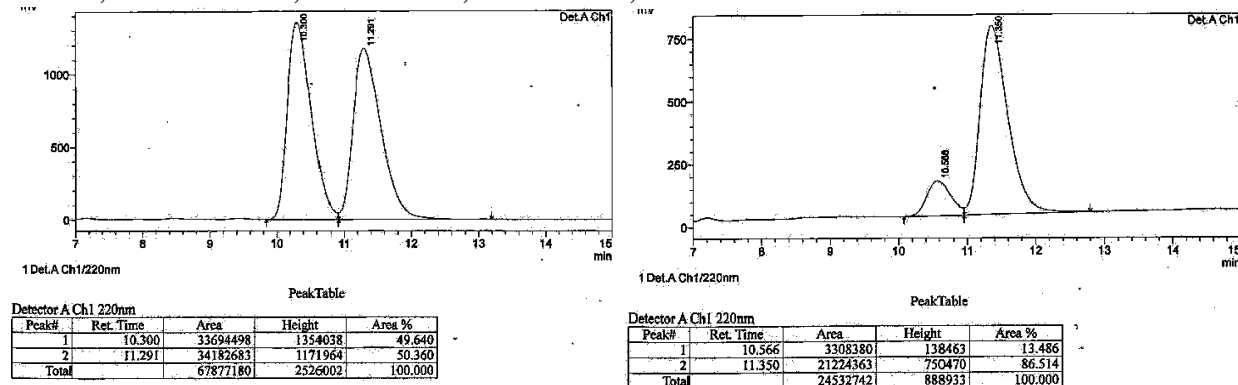 mv
Det.A Ch1
10.300
11.291
1000
500
0
7 8 9 10 11 12 13 14 15
min
1 Det.A Ch1/220nm
PeakTable
Detector A Ch1 220nm
Peak# Ret. Time Area Height Area %
1 10.300 33694498 1354038 49.640
2 11.291 34182683 1171964 50.360
Total 67877180 2526002 100.000
mv
Det.A Ch1
10.566
11.350
750
500
250
0
7 8 9 10 11 12 13 14 15
min
1 Det.A Ch1/220nm
PeakTable
Detector A Ch1 220nm
Peak# Ret. Time Area Height Area %
1 10.566 3308380 138463 13.486
2 11.350 21224363 750470 86.514
Total 24532742 888933 100.000